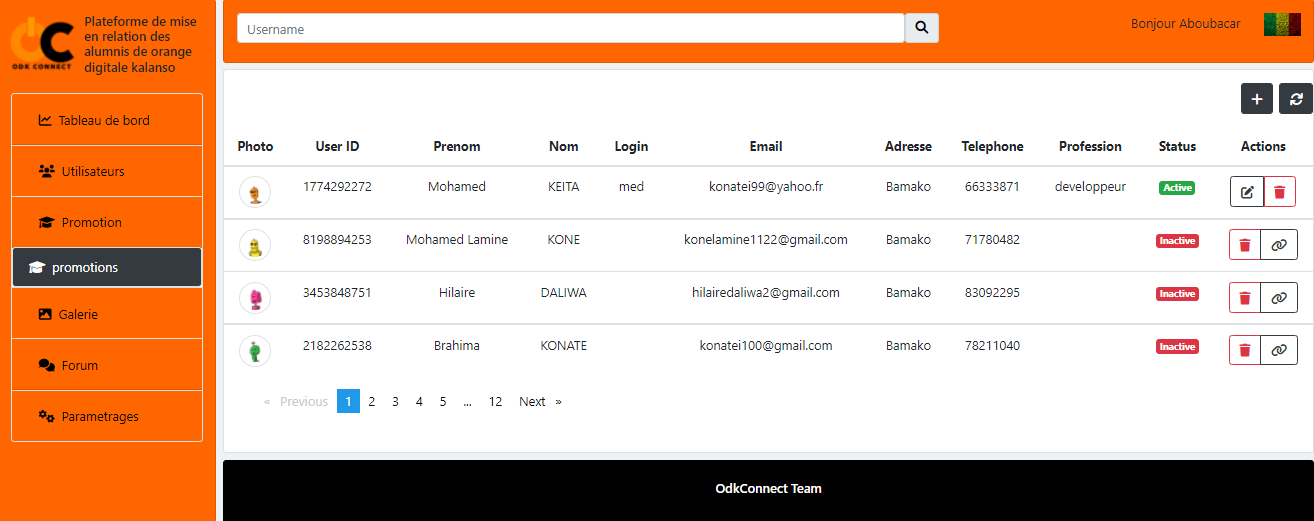 ODK CONNECT
Plateforme de mise
en relation des
alumnis de orange
digitale kalanso
Tableau de bord
Utilisateurs
Promotion
promotions
Galerie
Forum
Parametrages
Username
Bonjour Aboubacar
Photo User ID Prenom Nom Login Email Adresse Telephone Profession Status Actions
1774292272 Mohamed KEITA med konatei99@yahoo.fr Bamako 66333871 developpeur Active
8198894253 Mohamed Lamine KONE konelamine1122@gmail.com Bamako 71780482 Inactive
3453848751 Hilaire DALIWA hilairedaliwa2@gmail.com Bamako 83092295 Inactive
2182262538 Brahima KONATE konatei100@gmail.com Bamako 78211040 Inactive
« Previous 1 2 3 4 5 ... 12 Next »
OdkConnect Team